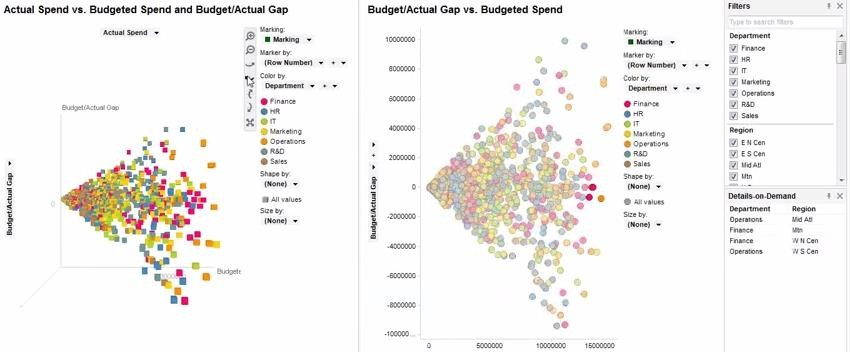 Actual Spend vs. Budgeted Spend and Budget/Actual Gap
Actual Spend
Budget/Actual Gap
Budget/Actual Gap
0
Budgete
Marking:
Marking
Marker by:
(Row Number) +
Color by:
Department +
Finance
HR
IT
Marketing
Operations
R&D
Sales
Shape by:
(None)
All values
Size by:
(None)
Budget/Actual Gap vs. Budgeted Spend
Budget/Actual Gap +
10000000
8000000
6000000
4000000
2000000
0
-2000000
-4000000
-6000000
-8000000
-100000...
0
5000000
10000000
15000000
Marking:
Marking
Marker by:
(Row Number) +
Color by:
Department +
Finance
HR
IT
Marketing
Operations
R&D
Sales
Shape by:
(None)
All values
Size by:
(None)
Filters
Type to search filters
Department
Finance
HR
IT
Marketing
Operations
R&D
Sales
Region
E N Cen
E S Cen
Mid Atl
Mtn
Details-on-Demand
Department Region
Operations Mid Atl
Finance Mtn
Finance W N Cen
Operations W S Cen